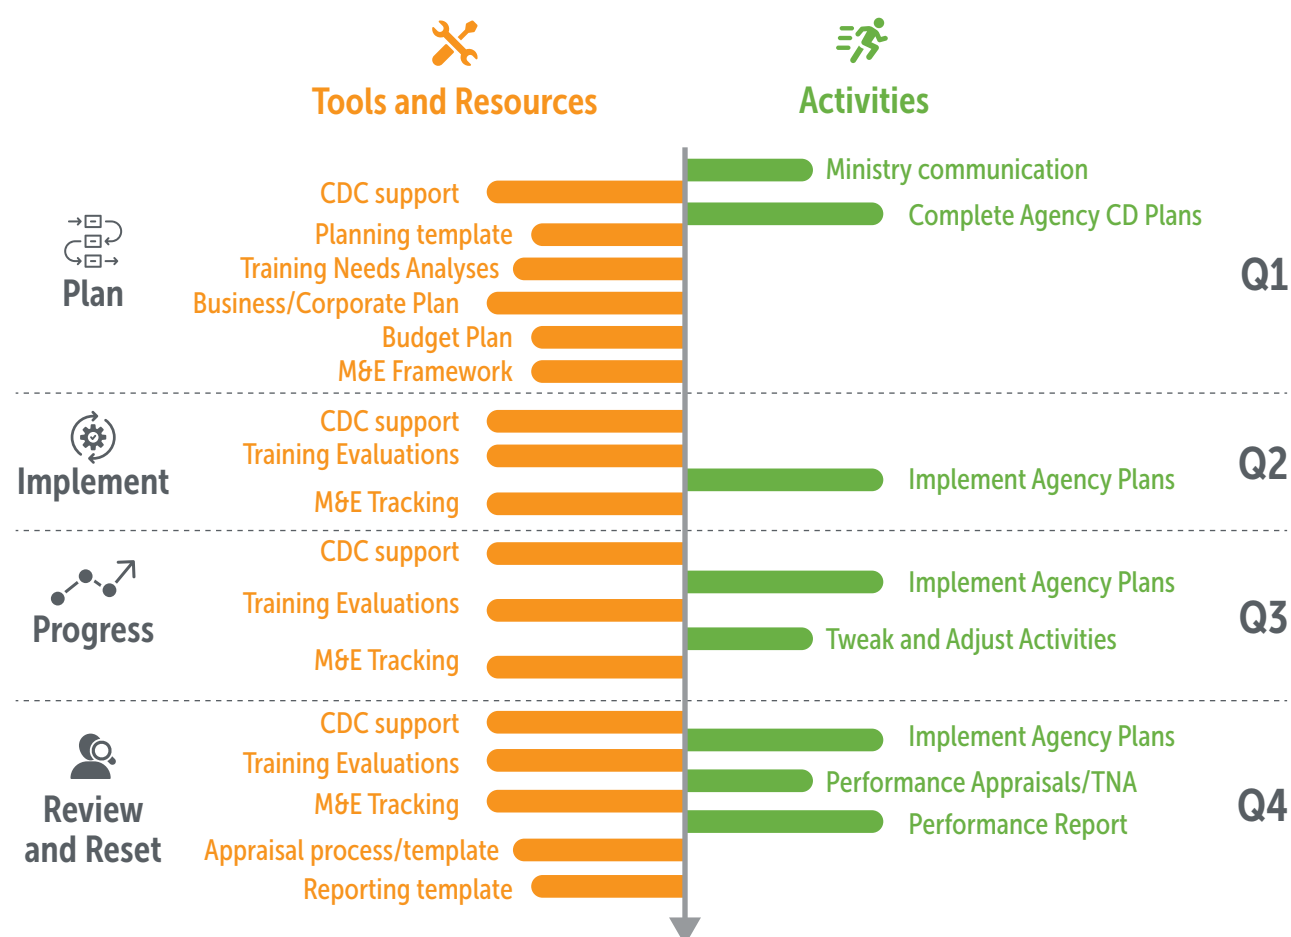 Tools and Resources
Activities
Plan
CDC support
Planning template
Training Needs Analyses
Business/Corporate Plan
Budget Plan
M&E Framework
Ministry communication
Complete Agency CD Plans
Q1
Implement
CDC support
Training Evaluations
M&E Tracking
Implement Agency Plans
Q2
Progress
CDC support
Training Evaluations
M&E Tracking
Implement Agency Plans
Tweak and Adjust Activities
Q3
Review
and Reset
CDC support
Training Evaluations
M&E Tracking
Appraisal process/template
Reporting template
Implement Agency Plans
Performance Appraisals/TNA
Performance Report
Q4